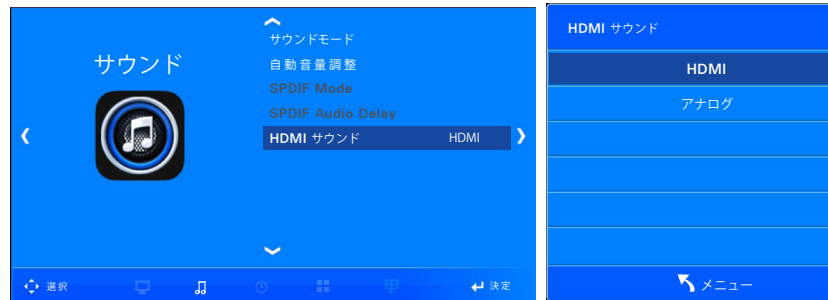 サウンド
サウンドモード
自動音量調整
SPDIF Mode
SPDIF Audio Delay
HDMI サウンド HDMI
選択
決定
HDMI サウンド
HDMI
アナログ
メニュー